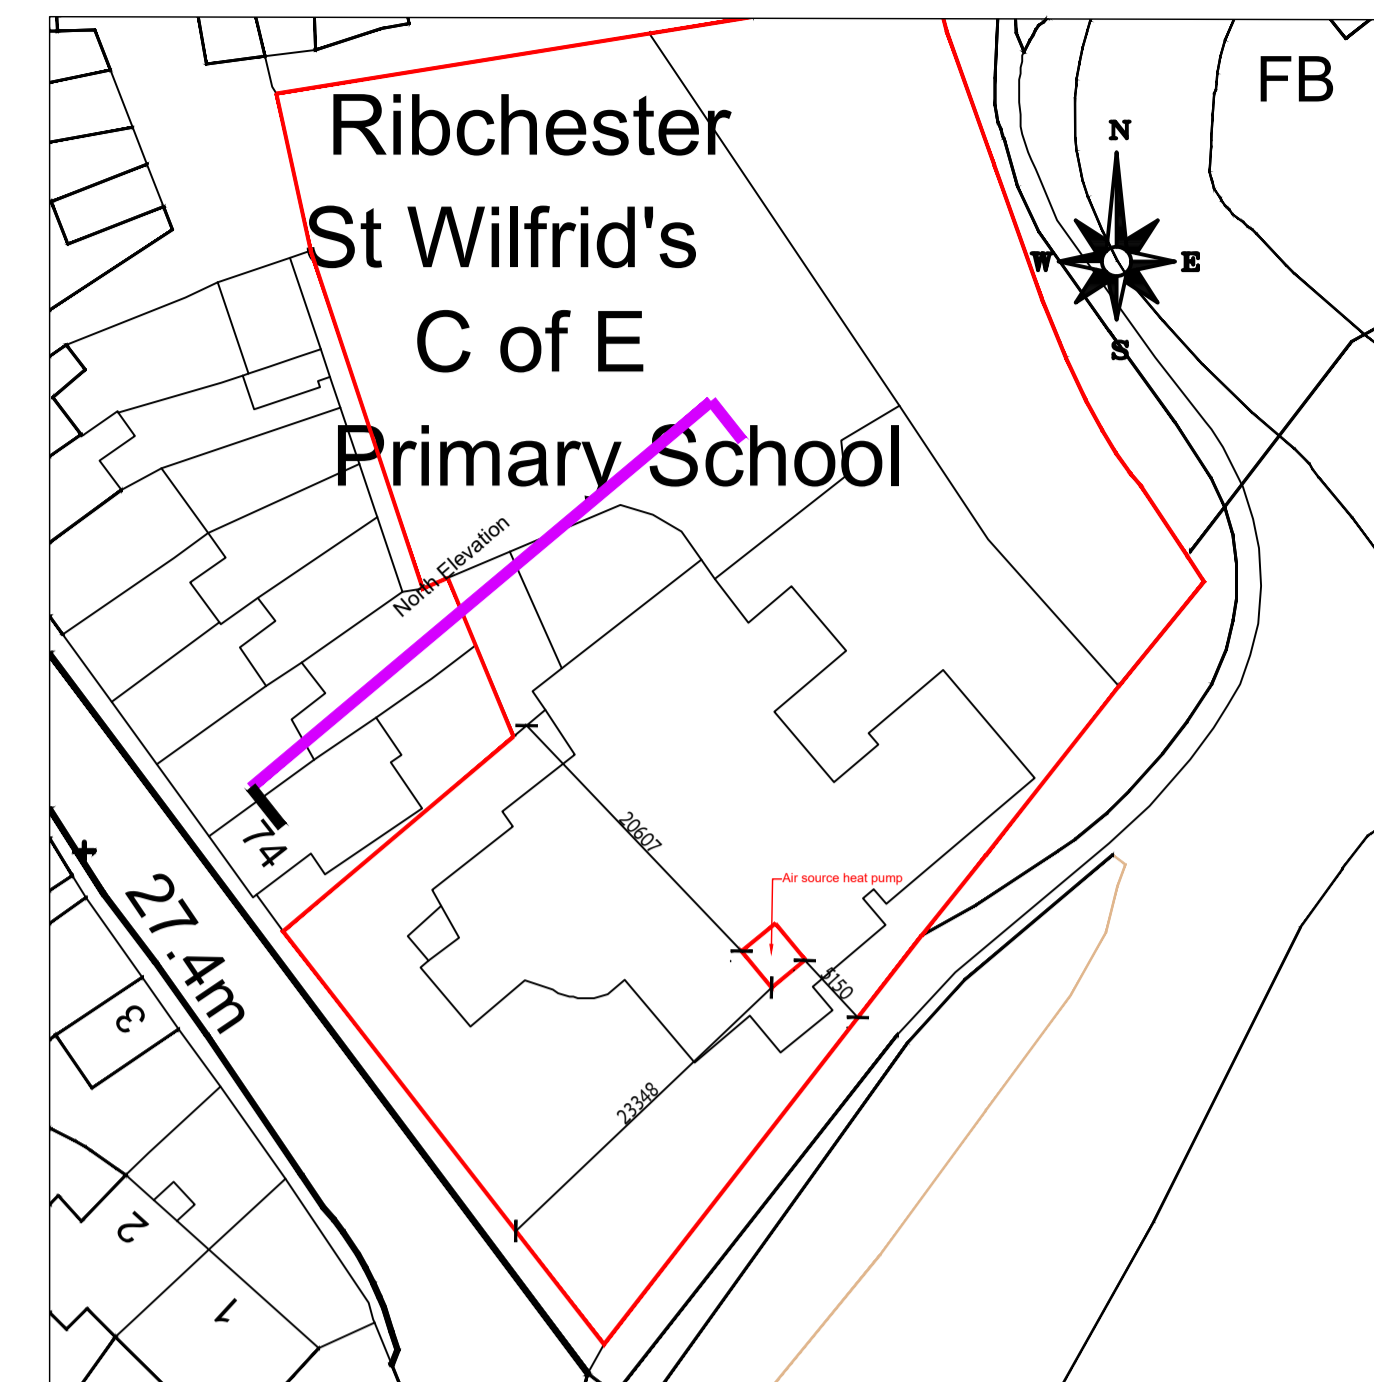 FB
Ribchester
St Wilfrid's
C of E
Primary School
N
W
E
S
North Elevation
74
27.4m
20607
Air source heat pump
5150
23348
3
2
1